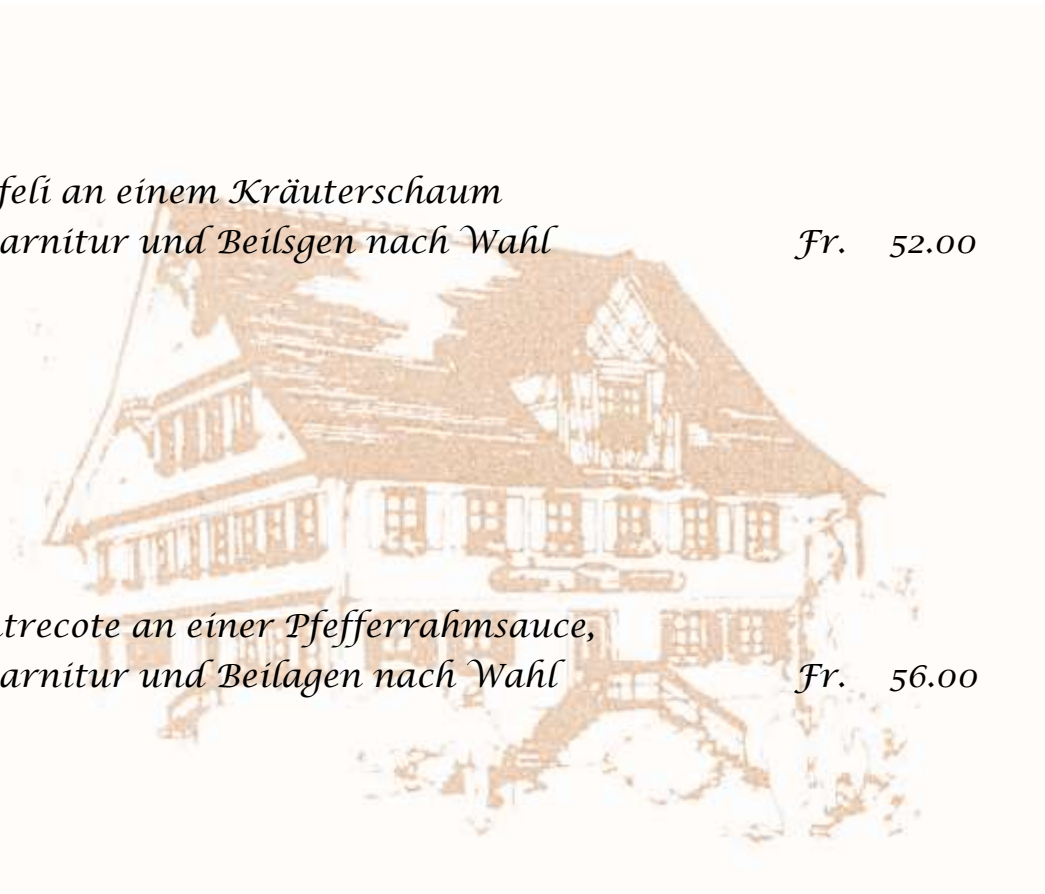 feli an einem Kräuterschaum
arnitur und Beilsgen nach Wahl Fr. 52.00
trecote an einer Pfefferrahmsauce,
arnitur und Beilagen nach Wahl Fr. 56.00